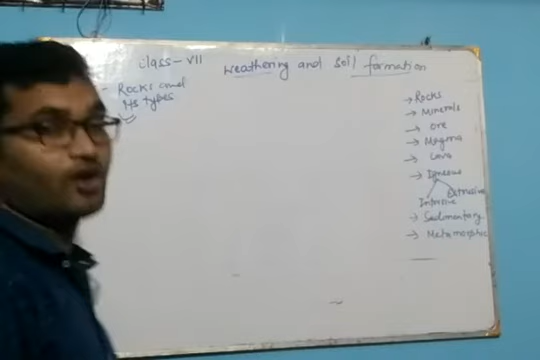 class - VII
weathering and Soil formation
Rocks and
its types
→ Rocks
→ Minerals
→ Ore
→ Magma
→ Lava
→ Igneous
Extrusive
Intrusive
→ Sedimentary
→ Metamorphic